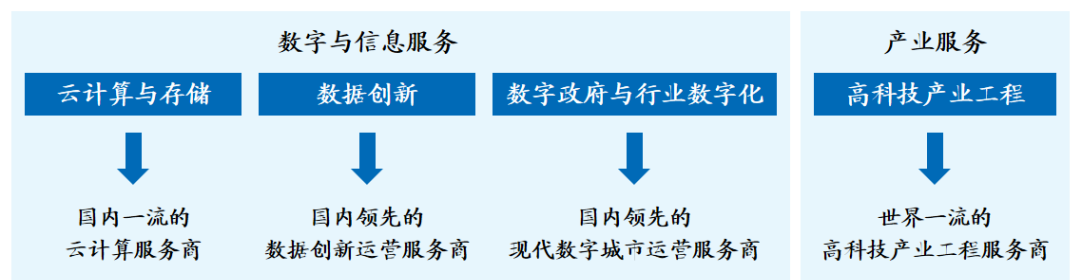 数字与信息服务
云计算与存储
国内一流的
云计算服务商
数据创新
国内领先的
数据创新运营服务商
数字政府与行业数字化
国内领先的
现代数字城市运营服务商
产业服务
高科技产业工程
世界一流的
高科技产业工程服务商